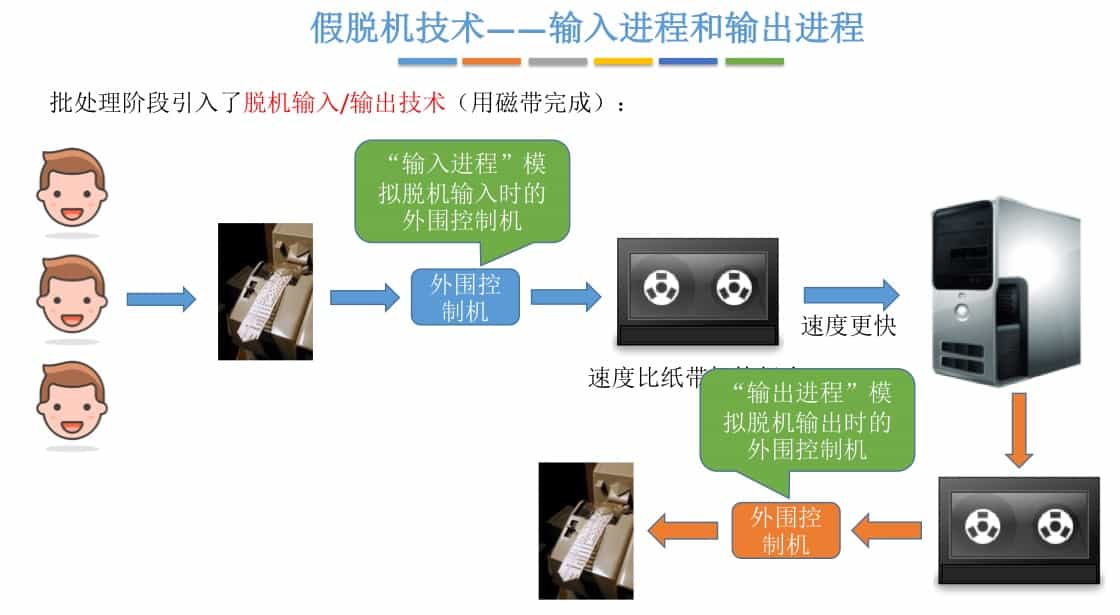 假脱机技术——输入进程和输出进程
批处理阶段引入了脱机输入/输出技术（用磁带完成）：
“输入进程”模
拟脱机输入时的
外围控制机
外围控
制机
速度更快
速度比纸带
“输出进程”模
拟脱机输出时的
外围控制机
外围控
制机